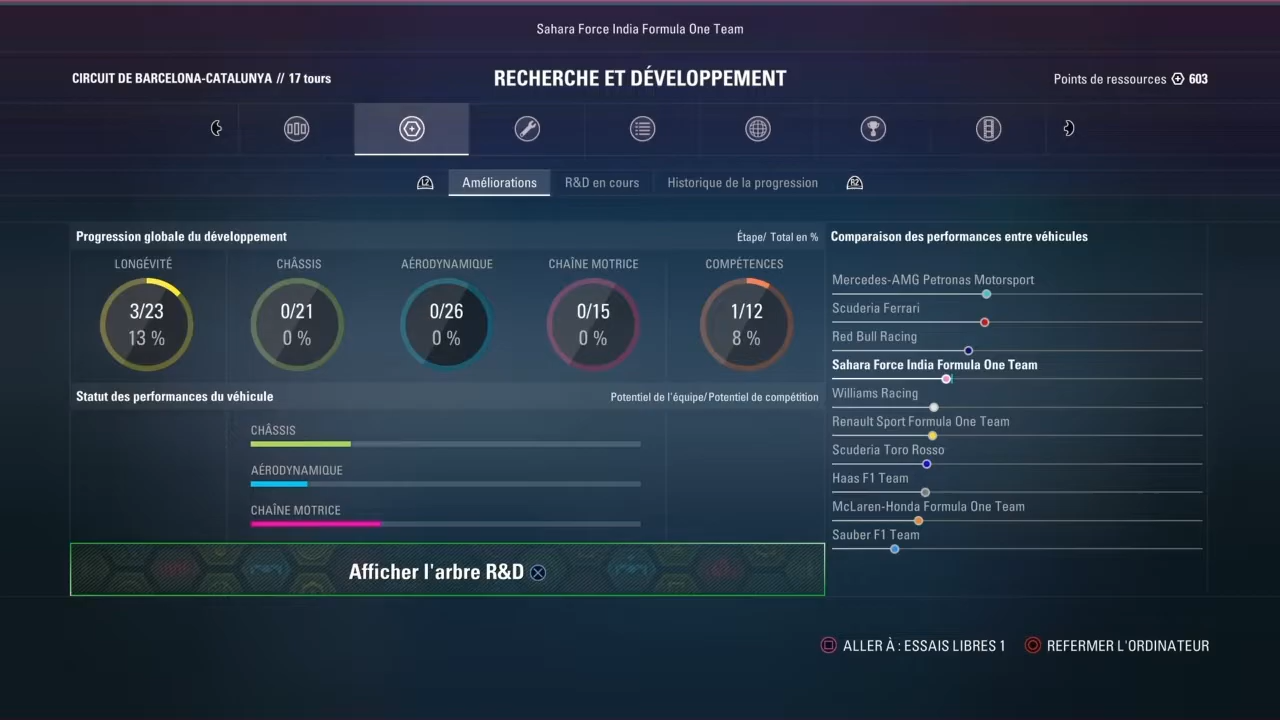 Sahara Force India Formula One Team
CIRCUIT DE BARCELONA-CATALUNYA // 17 tours
RECHERCHE ET DÉVELOPPEMENT
Points de ressources 603
L2 Améliorations R&D en cours Historique de la progression R2
Progression globale du développement Étape/ Total en %
LONGÉVITÉ CHÂSSIS AÉRODYNAMIQUE CHAÎNE MOTRICE COMPÉTENCES
3/23 0/21 0/26 0/15 1/12
13 % 0 % 0 % 0 % 8 %
Statut des performances du véhicule Potentiel de l'équipe/Potentiel de compétition
CHÂSSIS
AÉRODYNAMIQUE
CHAÎNE MOTRICE
Afficher l'arbre R&D
Comparaison des performances entre véhicules
Mercedes-AMG Petronas Motorsport
Scuderia Ferrari
Red Bull Racing
Sahara Force India Formula One Team
Williams Racing
Renault Sport Formula One Team
Scuderia Toro Rosso
Haas F1 Team
McLaren-Honda Formula One Team
Sauber F1 Team
ALLER À : ESSAIS LIBRES 1 REFERMER L'ORDINATEUR